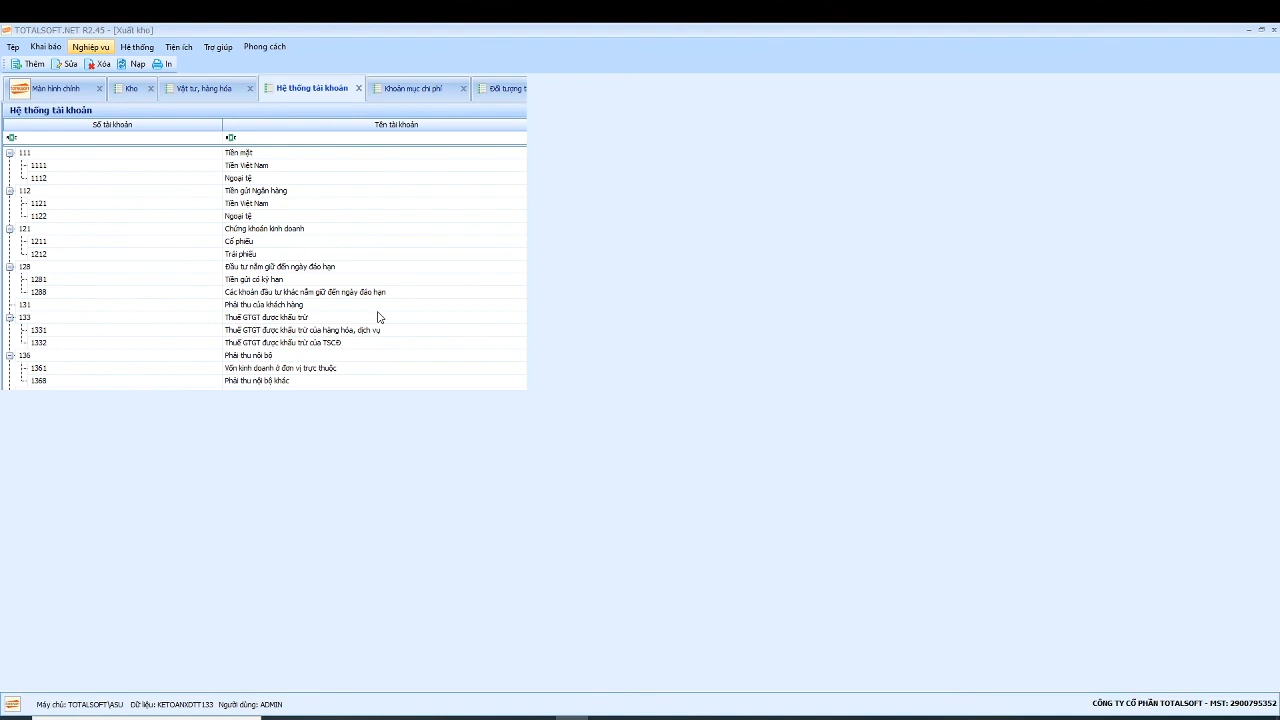 TOTALSOFT.NET R2.45 - [Xuất kho]
Tệp Khai báo Nghiệp vụ Hệ thống Tiện ích Trợ giúp Phong cách
Thêm Sửa Xóa Nạp In
Màn hình chính Kho Vật tư, hàng hóa Hệ thống tài khoản Khoản mục chi phí Đối tượng t
Hệ thống tài khoản
Số tài khoản Tên tài khoản
111 Tiền mặt
1111 Tiền Việt Nam
1112 Ngoại tệ
112 Tiền gửi Ngân hàng
1121 Tiền Việt Nam
1122 Ngoại tệ
121 Chứng khoán kinh doanh
1211 Cổ phiếu
1212 Trái phiếu
128 Đầu tư nắm giữ đến ngày đáo hạn
1281 Tiền gửi có kỳ hạn
1288 Các khoản đầu tư khác nắm giữ đến ngày đáo hạn
131 Phải thu của khách hàng
133 Thuế GTGT được khấu trừ
1331 Thuế GTGT được khấu trừ của hàng hóa, dịch vụ
1332 Thuế GTGT được khấu trừ của TSCĐ
136 Phải thu nội bộ
1361 Vốn kinh doanh ở đơn vị trực thuộc
1368 Phải thu nội bộ khác
Máy chủ: TOTALSOFT\ASU Dữ liệu: KETOANXDTT133 Người dùng: ADMIN
CÔNG TY CỔ PHẦN TOTALSOFT - MST: 2900795352